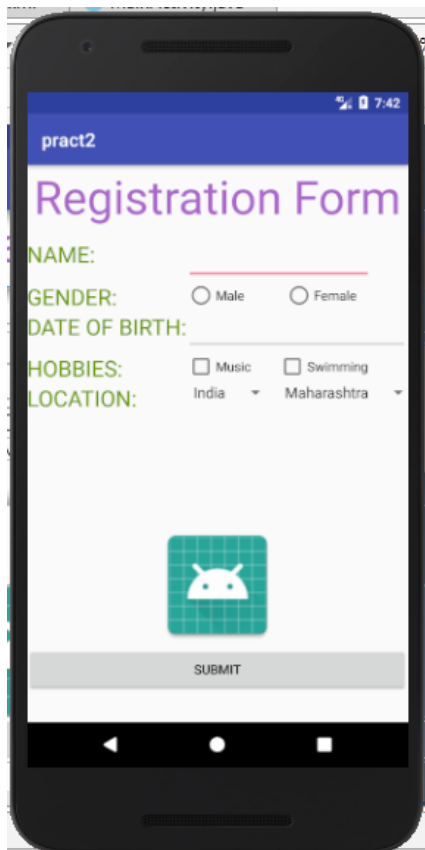 7:42
pract2
Registration Form
NAME:
GENDER: Male Female
DATE OF BIRTH:
HOBBIES: Music Swimming
LOCATION: India Maharashtra
SUBMIT